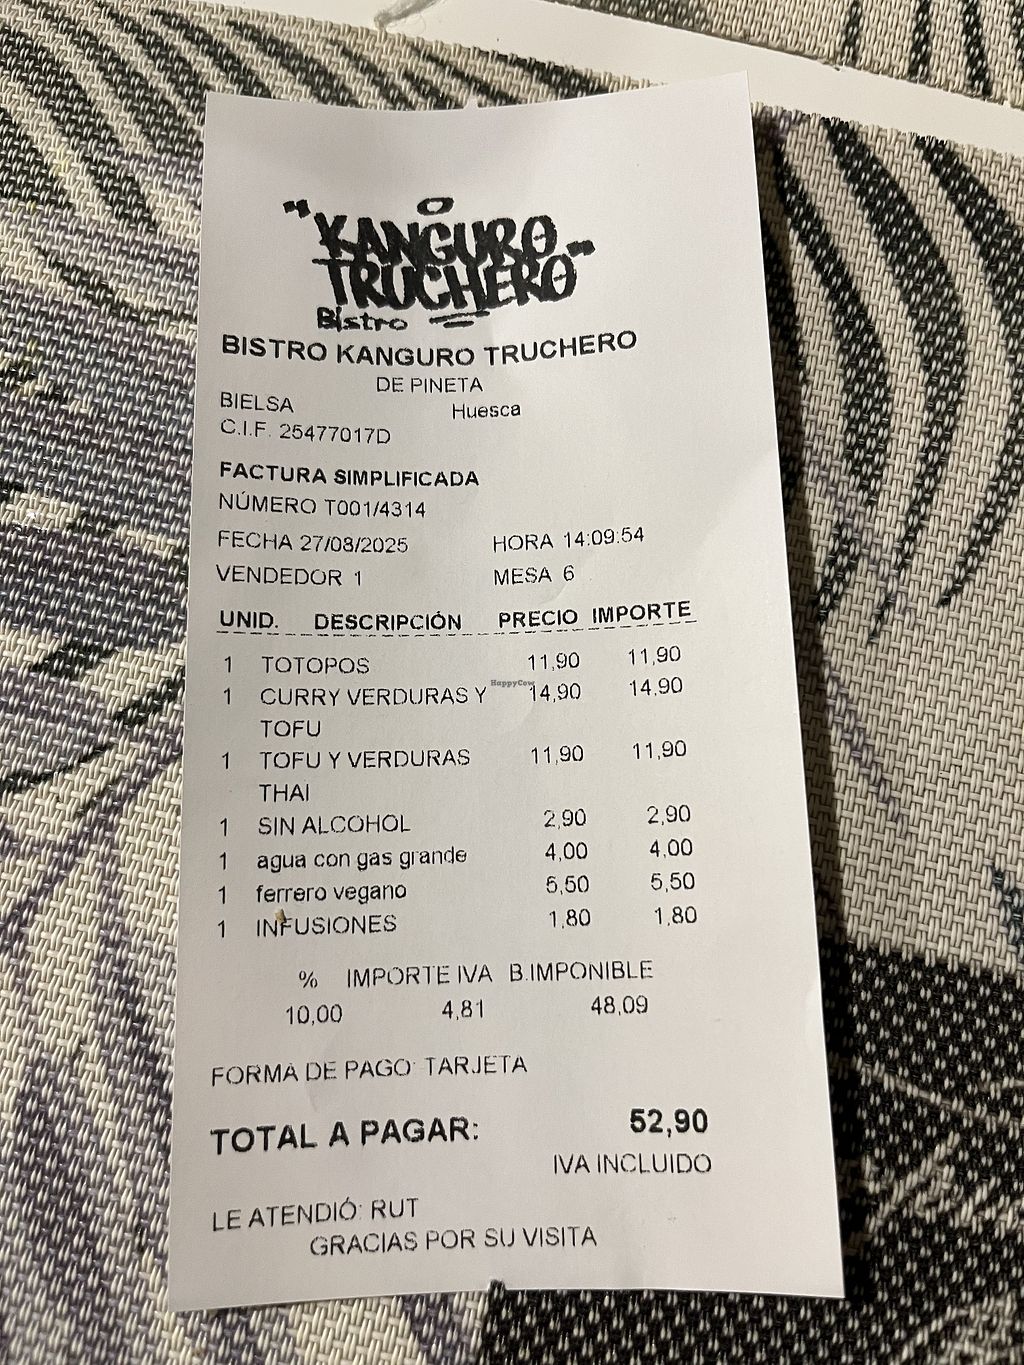 "KANGURO
TRUCHERO"
Bistro
BISTRO KANGURO TRUCHERO
DE PINETA
BIELSA Huesca
C.I.F. 25477017D
FACTURA SIMPLIFICADA
NÚMERO T001/4314
FECHA 27/08/2025 HORA 14:09:54
VENDEDOR 1 MESA 6
UNID. DESCRIPCIÓN PRECIO IMPORTE
1 TOTOPOS 11,90 11,90
1 CURRY VERDURAS Y 14,90 14,90
TOFU
1 TOFU Y VERDURAS 11,90 11,90
THAI
1 SIN ALCOHOL 2,90 2,90
1 agua con gas grande 4,00 4,00
1 ferrero vegano 5,50 5,50
1 INFUSIONES 1,80 1,80
% IMPORTE IVA B.IMPONIBLE
10,00 4,81 48,09
FORMA DE PAGO: TARJETA
TOTAL A PAGAR: 52,90
IVA INCLUIDO
LE ATENDIÓ: RUT
GRACIAS POR SU VISITA
HappyCow